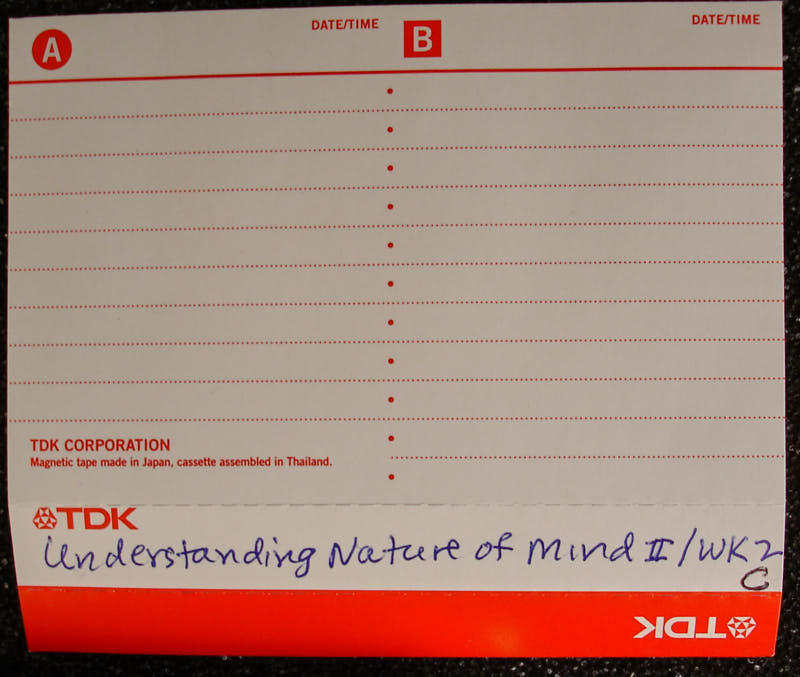 A DATE/TIME B DATE/TIME
TDK CORPORATION
Magnetic tape made in Japan, cassette assembled in Thailand.
TDK
Understanding Nature of Mind II/WK2
C
TDK